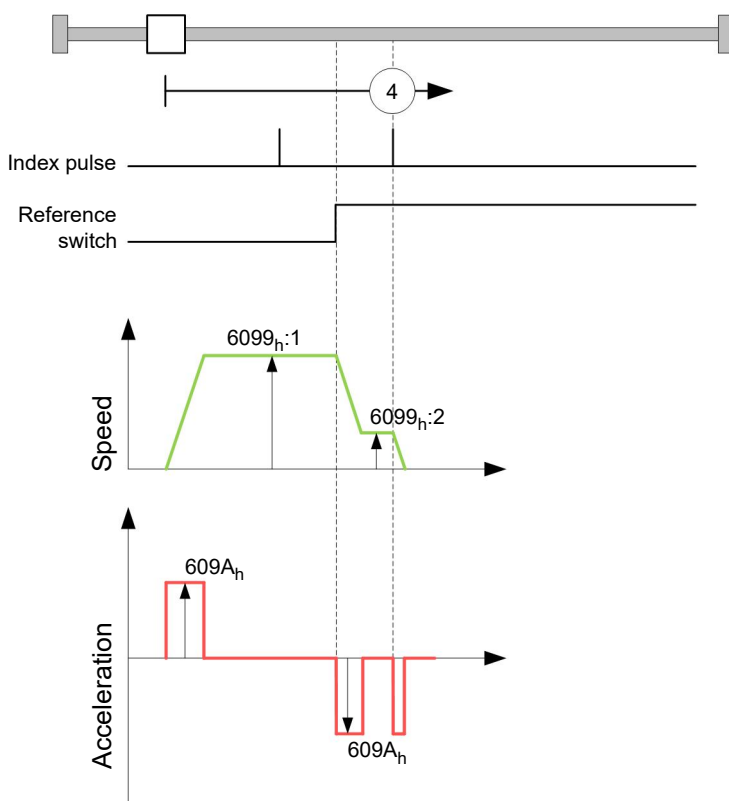 4
Index pulse
Reference
switch
6099h:1
6099h:2
Speed
609Ah
609Ah
Acceleration